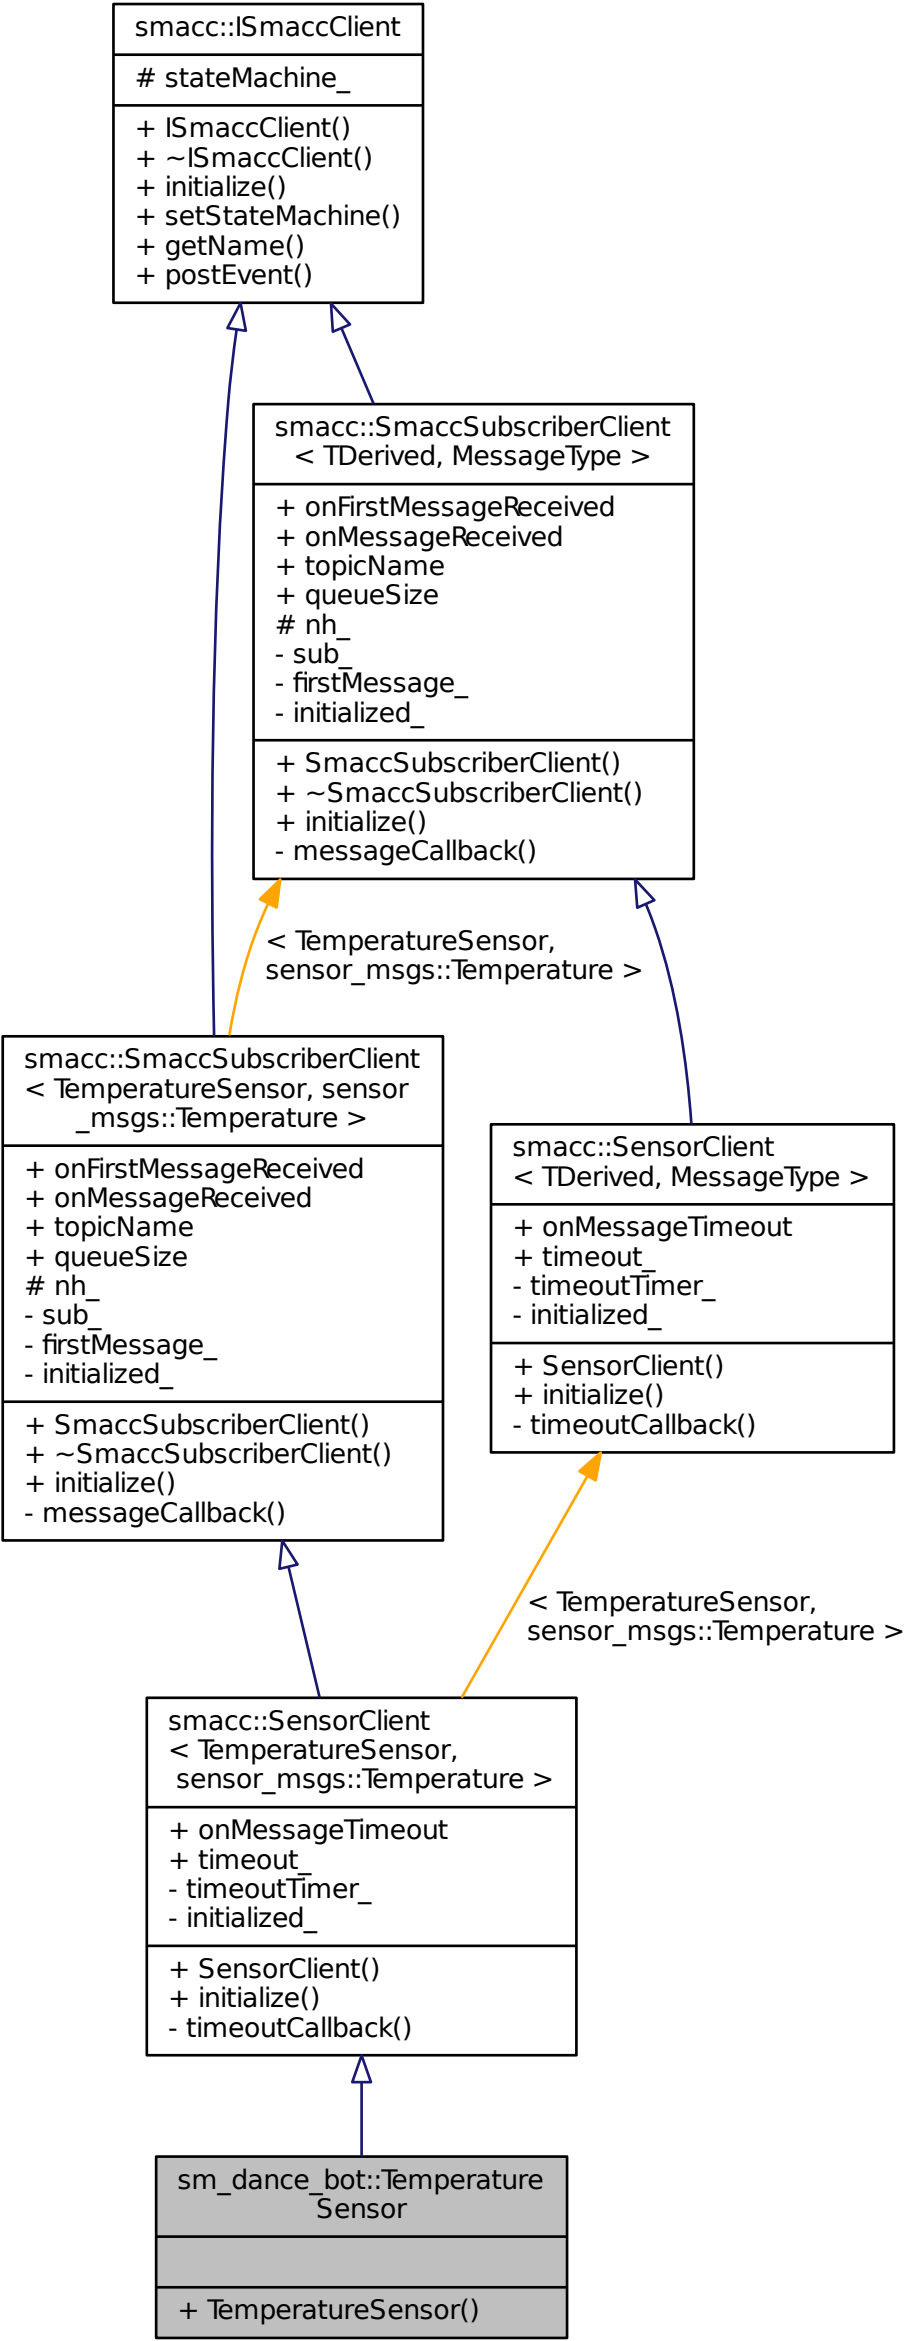 smacc::ISmaccClient
# stateMachine_
+ ISmaccClient()
+ ~ISmaccClient()
+ initialize()
+ setStateMachine()
+ getName()
+ postEvent()
smacc::SmaccSubscriberClient
< TDerived, MessageType >
+ onFirstMessageReceived
+ onMessageReceived
+ topicName
+ queueSize
# nh_
- sub_
- firstMessage_
- initialized_
+ SmaccSubscriberClient()
+ ~SmaccSubscriberClient()
+ initialize()
- messageCallback()
< TemperatureSensor,
sensor_msgs::Temperature >
smacc::SmaccSubscriberClient
< TemperatureSensor, sensor
_msgs::Temperature >
+ onFirstMessageReceived
+ onMessageReceived
+ topicName
+ queueSize
# nh_
- sub_
- firstMessage_
- initialized_
+ SmaccSubscriberClient()
+ ~SmaccSubscriberClient()
+ initialize()
- messageCallback()
smacc::SensorClient
< TDerived, MessageType >
+ onMessageTimeout
+ timeout_
- timeoutTimer_
- initialized_
+ SensorClient()
+ initialize()
- timeoutCallback()
< TemperatureSensor,
sensor_msgs::Temperature >
smacc::SensorClient
< TemperatureSensor,
sensor_msgs::Temperature >
+ onMessageTimeout
+ timeout_
- timeoutTimer_
- initialized_
+ SensorClient()
+ initialize()
- timeoutCallback()
sm_dance_bot::Temperature
Sensor
+ TemperatureSensor()